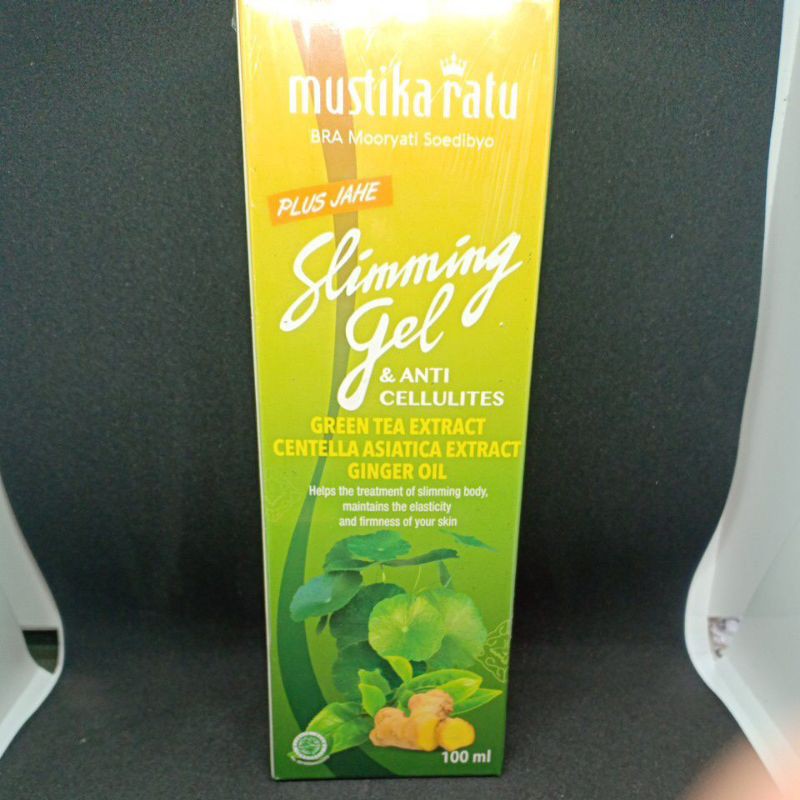 mustika ratu
BRA Mooryati Soedibyo
PLUS JAHE
Slimming
Gel
& ANTI
CELLULITES
GREEN TEA EXTRACT
CENTELLA ASIATICA EXTRACT
GINGER OIL
Helps the treatment of slimming body,
maintains the elasticity
and firmness of your skin
100 ml